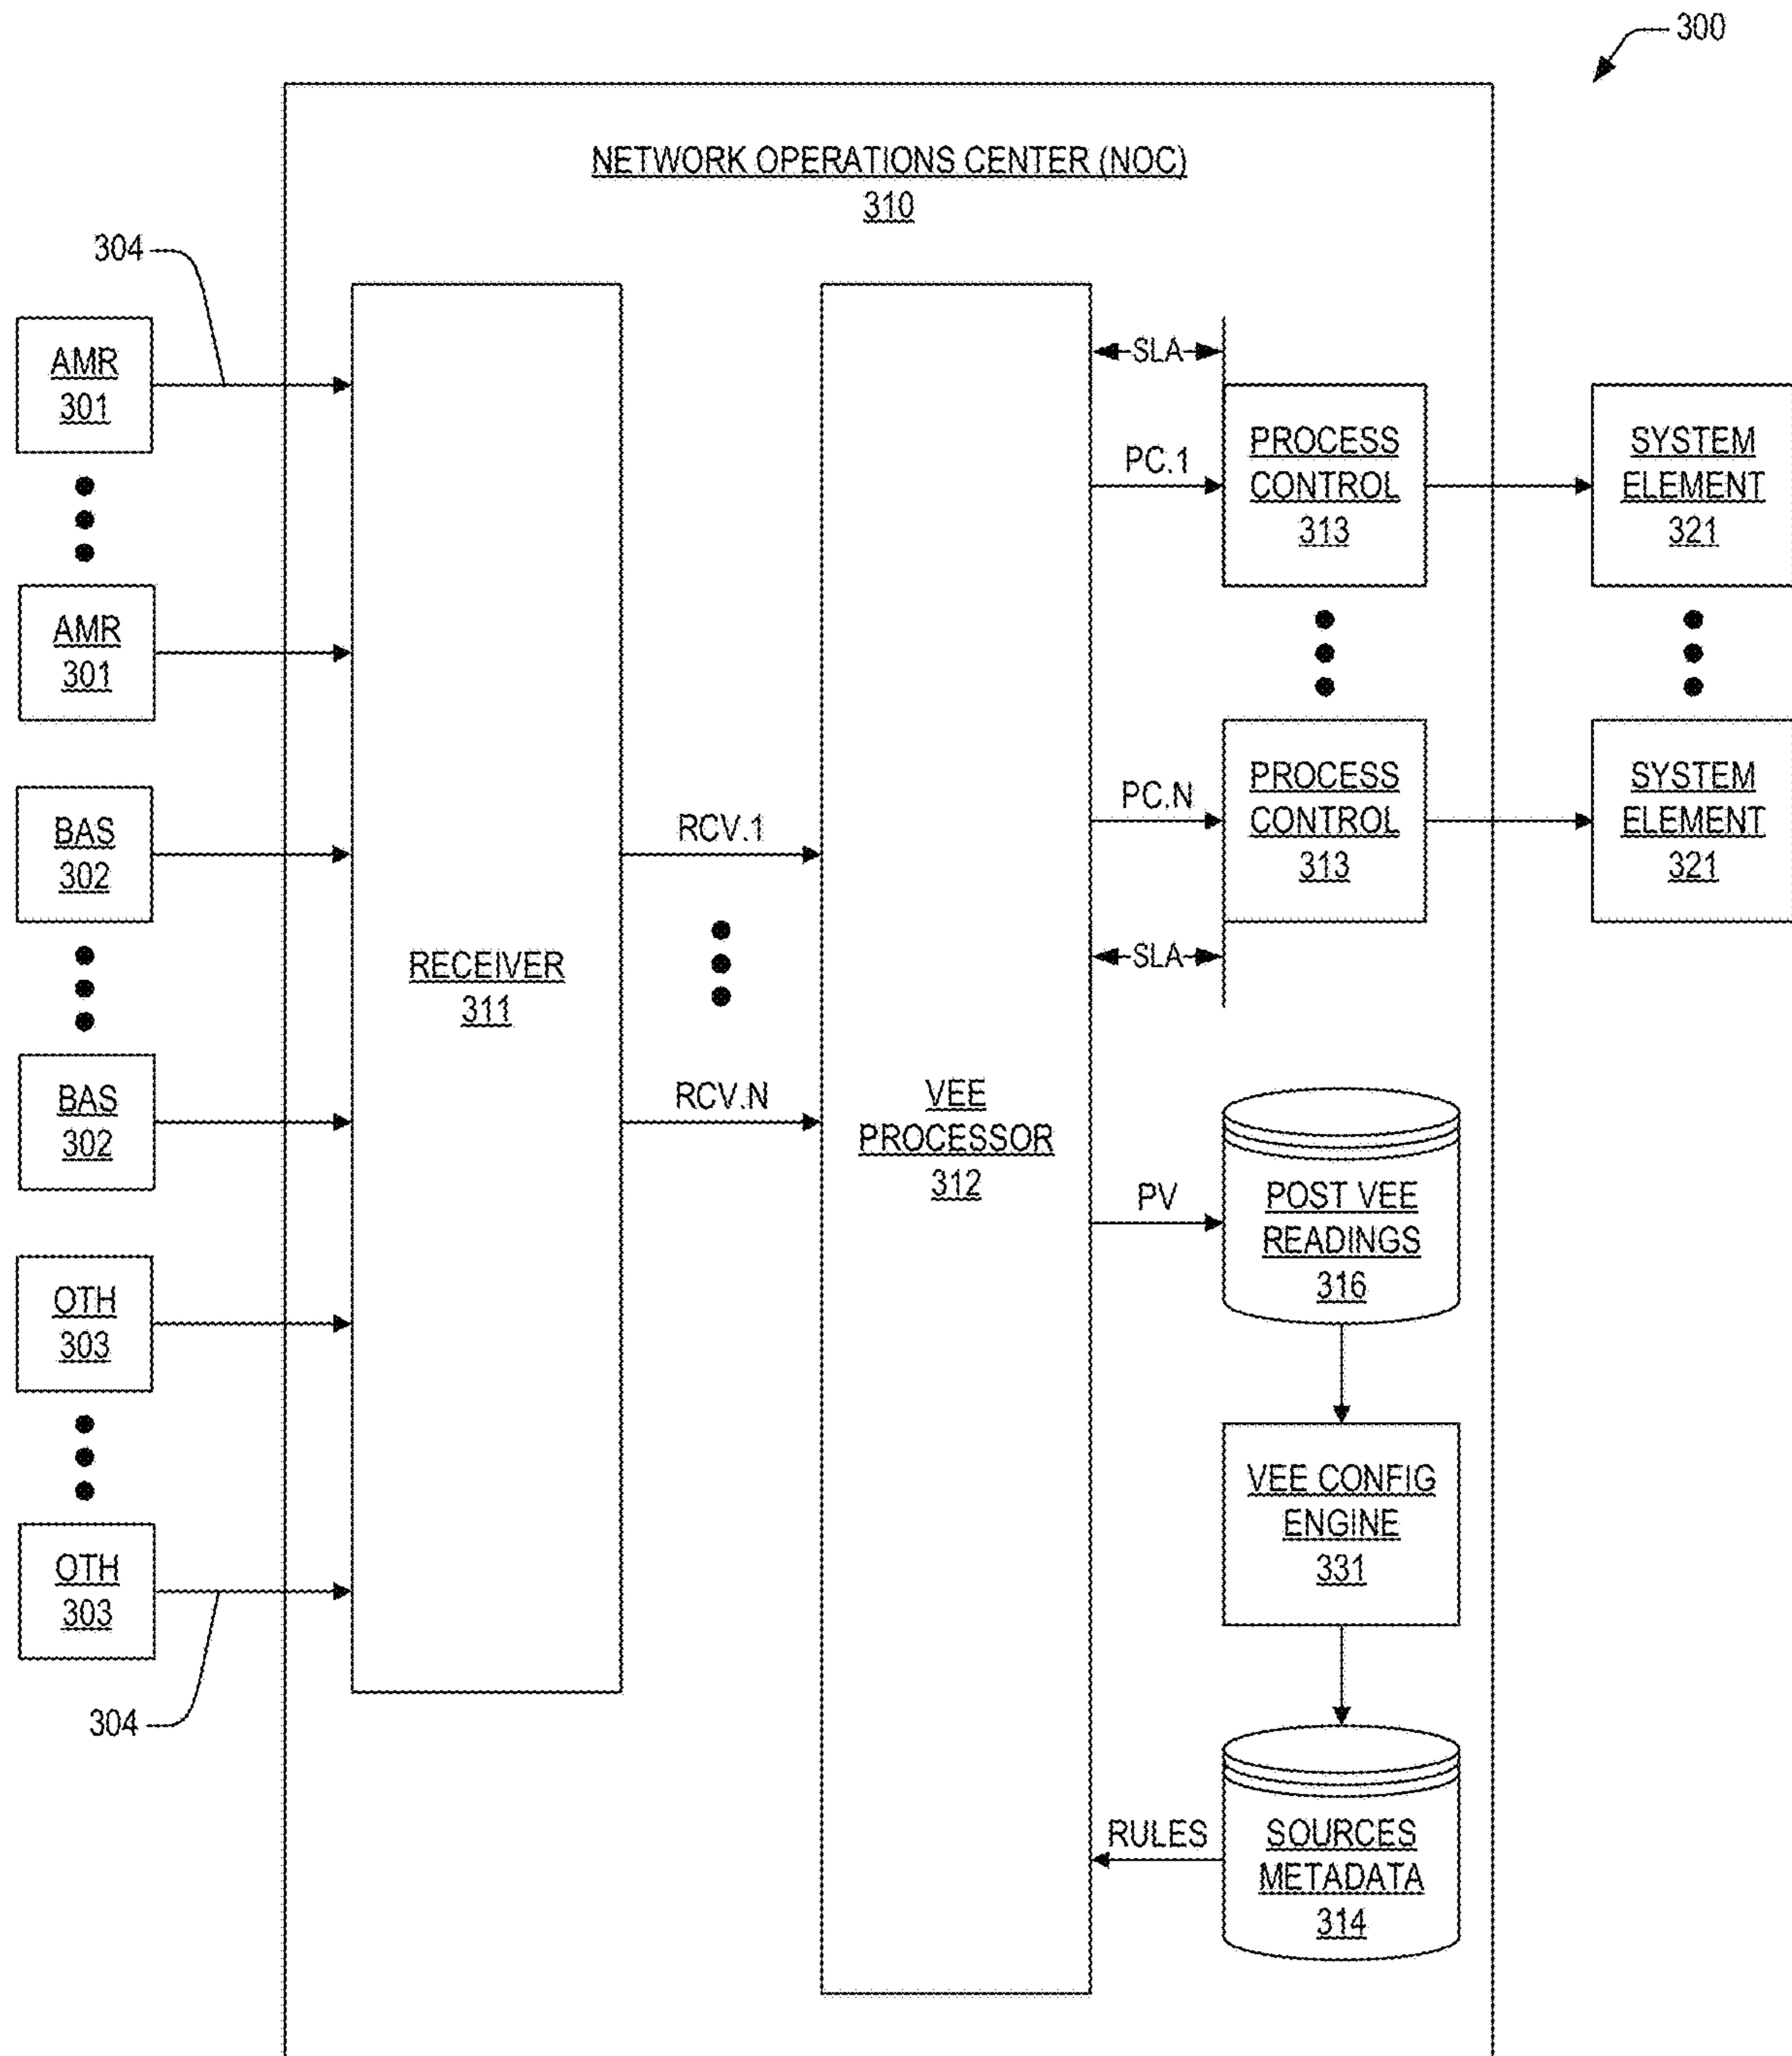 300
NETWORK OPERATIONS CENTER (NOC)
310
304
AMR
301
AMR
301
BAS
302
BAS
302
OTH
303
OTH
303
304
RECEIVER
311
RCV.1
RCV.N
VEE
PROCESSOR
312
SLA
PC.1
PROCESS
CONTROL
313
SYSTEM
ELEMENT
321
PC.N
PROCESS
CONTROL
313
SYSTEM
ELEMENT
321
SLA
PV
POST VEE
READINGS
316
VEE CONFIG
ENGINE
331
RULES
SOURCES
METADATA
314